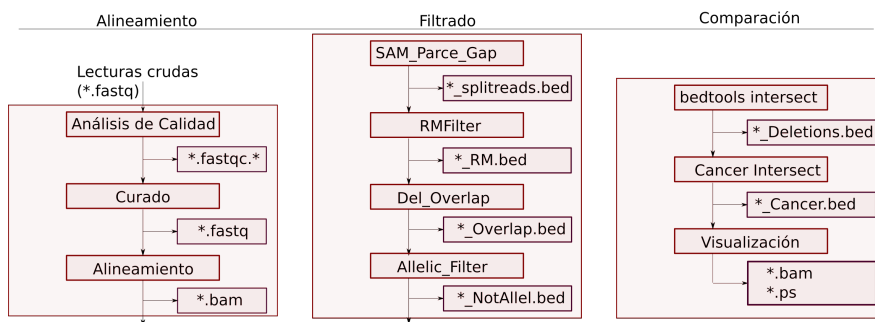 Alineamiento
Lecturas crudas
(*.fastq)
Análisis de Calidad
*.fastqc.*
Curado
*.fastq
Alineamiento
*.bam
Filtrado
SAM_Parce_Gap
*_splitreads.bed
RMFilter
*_RM.bed
Del_Overlap
*_Overlap.bed
Allelic_Filter
*_NotAllel.bed
Comparación
bedtools intersect
*_Deletions.bed
Cancer Intersect
*_Cancer.bed
Visualización
*.bam
*.ps